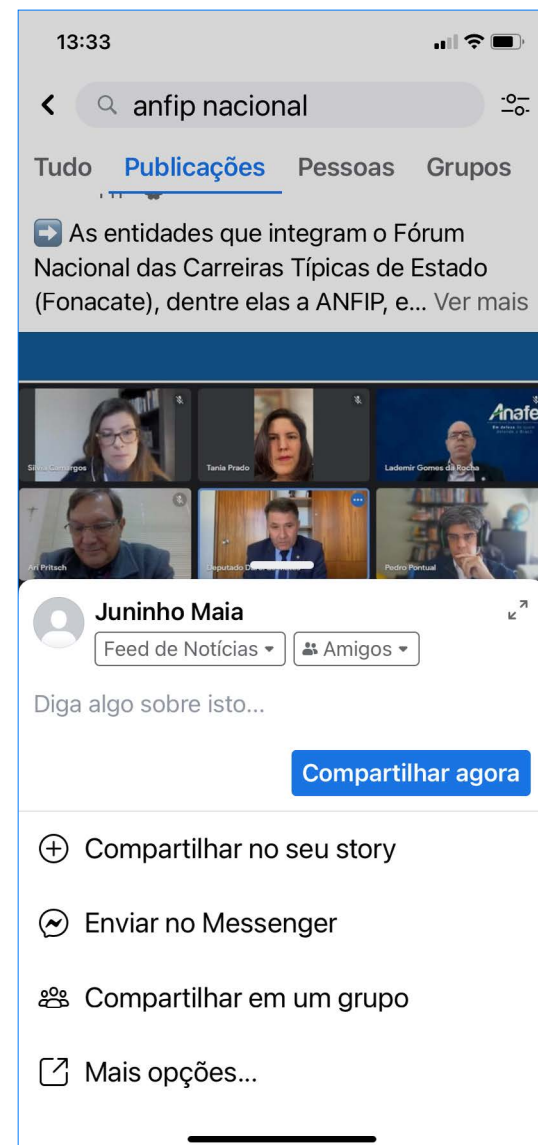 13:33
anfip nacional
Tudo Publicações Pessoas Grupos
As entidades que integram o Fórum
Nacional das Carreiras Típicas de Estado
(Fonacate), dentre elas a ANFIP, e... Ver mais
Anafe
Tania Prado
Lademir Gomes da Rocha
Ari Pritsch
Deputado
Pedro Pontual
Juninho Maia
Feed de Notícias
Amigos
Diga algo sobre isto...
Compartilhar agora
Compartilhar no seu story
Enviar no Messenger
Compartilhar em um grupo
Mais opções...